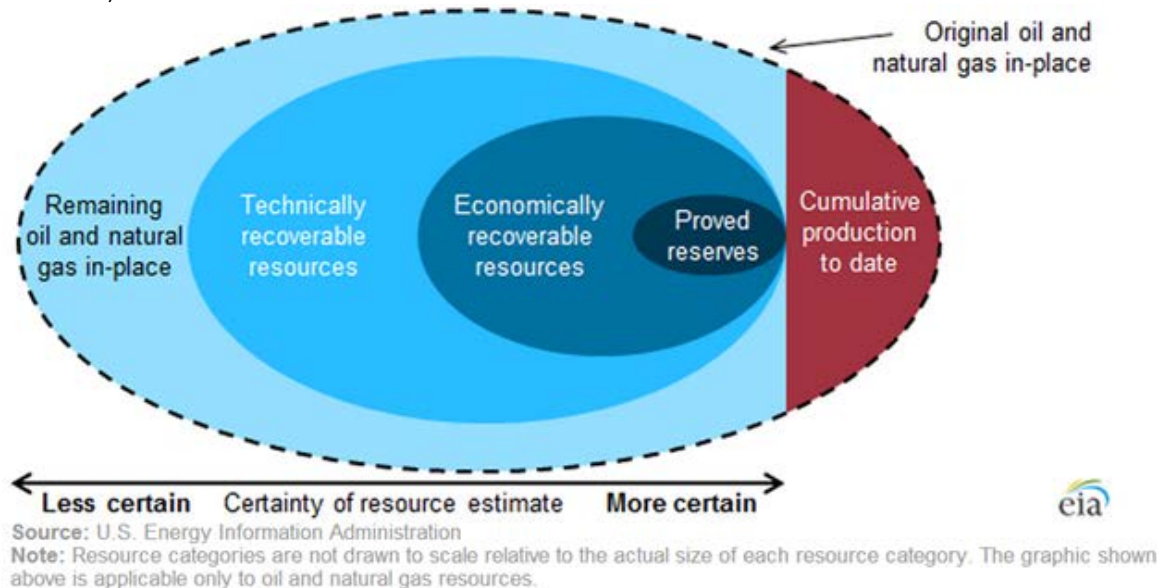 Original oil and
natural gas in-place
Remaining
oil and natural
gas in-place
Technically
recoverable
resources
Economically
recoverable
resources
Proved
reserves
Cumulative
production
to date
Less certain Certainty of resource estimate More certain
eia
Source: U.S. Energy Information Administration
Note: Resource categories are not drawn to scale relative to the actual size of each resource category. The graphic shown
above is applicable only to oil and natural gas resources.